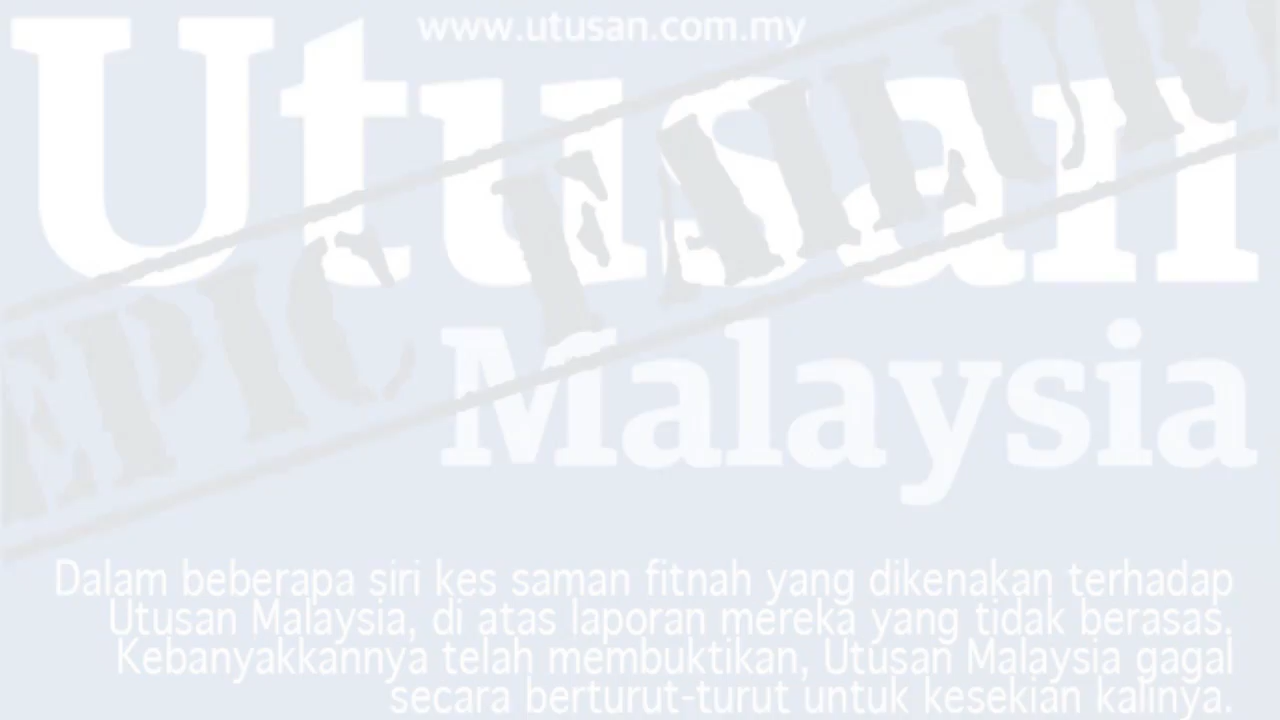 www.utusan.com.my
Utusan
EPIC FAILURE
Malaysia
Dalam beberapa siri kes saman fitnah yang dikenakan terhadap
Utusan Malaysia, di atas laporan mereka yang tidak berasas.
Kebanyakkannya telah membuktikan, Utusan Malaysia gagal
secara berturut-turut untuk kesekian kalinya.